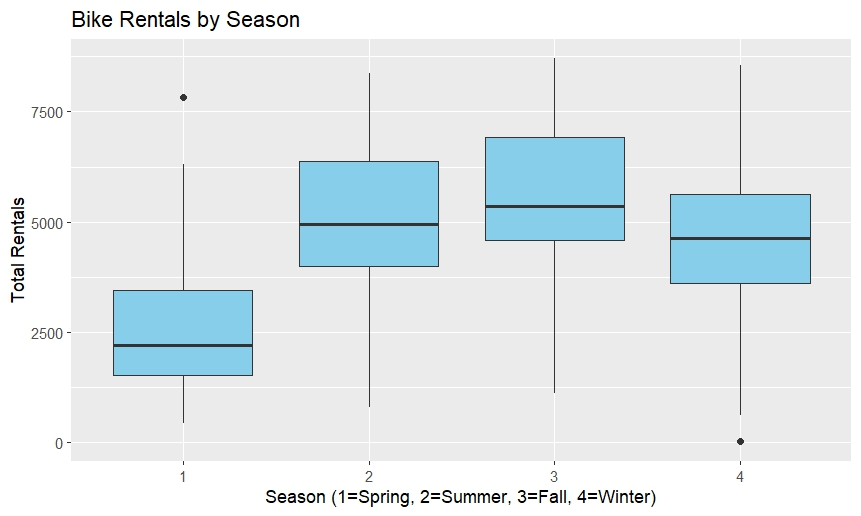 Bike Rentals by Season
Total Rentals
7500
5000
2500
0
1 2 3 4
Season (1=Spring, 2=Summer, 3=Fall, 4=Winter)